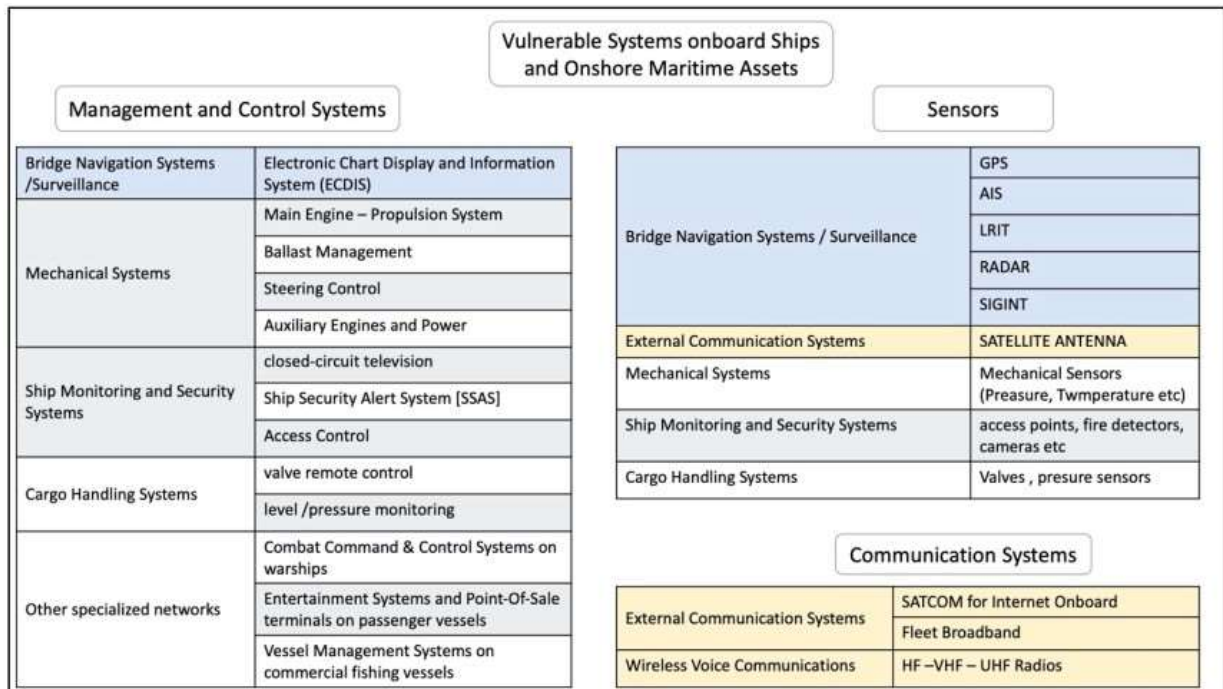 Vulnerable Systems onboard Ships
and Onshore Maritime Assets
Management and Control Systems
Bridge Navigation Systems
/Surveillance
Electronic Chart Display and Information
System (ECDIS)
Mechanical Systems
Main Engine – Propulsion System
Ballast Management
Steering Control
Auxiliary Engines and Power
Ship Monitoring and Security
Systems
closed-circuit television
Ship Security Alert System [SSAS]
Access Control
Cargo Handling Systems
valve remote control
level /pressure monitoring
Other specialized networks
Combat Command & Control Systems on
warships
Entertainment Systems and Point-Of-Sale
terminals on passenger vessels
Vessel Management Systems on
commercial fishing vessels
Sensors
Bridge Navigation Systems / Surveillance
GPS
AIS
LRIT
RADAR
SIGINT
External Communication Systems
SATELLITE ANTENNA
Mechanical Systems
Mechanical Sensors
(Preasure, Twmperature etc)
Ship Monitoring and Security Systems
access points, fire detectors,
cameras etc
Cargo Handling Systems
Valves , presure sensors
Communication Systems
External Communication Systems
SATCOM for Internet Onboard
Fleet Broadband
Wireless Voice Communications
HF –VHF – UHF Radios